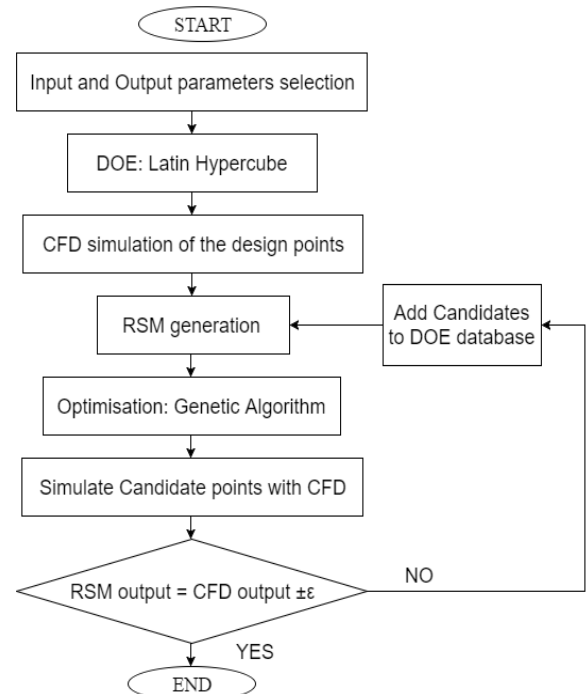 START
Input and Output parameters selection
DOE: Latin Hypercube
CFD simulation of the design points
RSM generation
Add Candidates
to DOE database
Optimisation: Genetic Algorithm
Simulate Candidate points with CFD
RSM output = CFD output ±ε
NO
YES
END